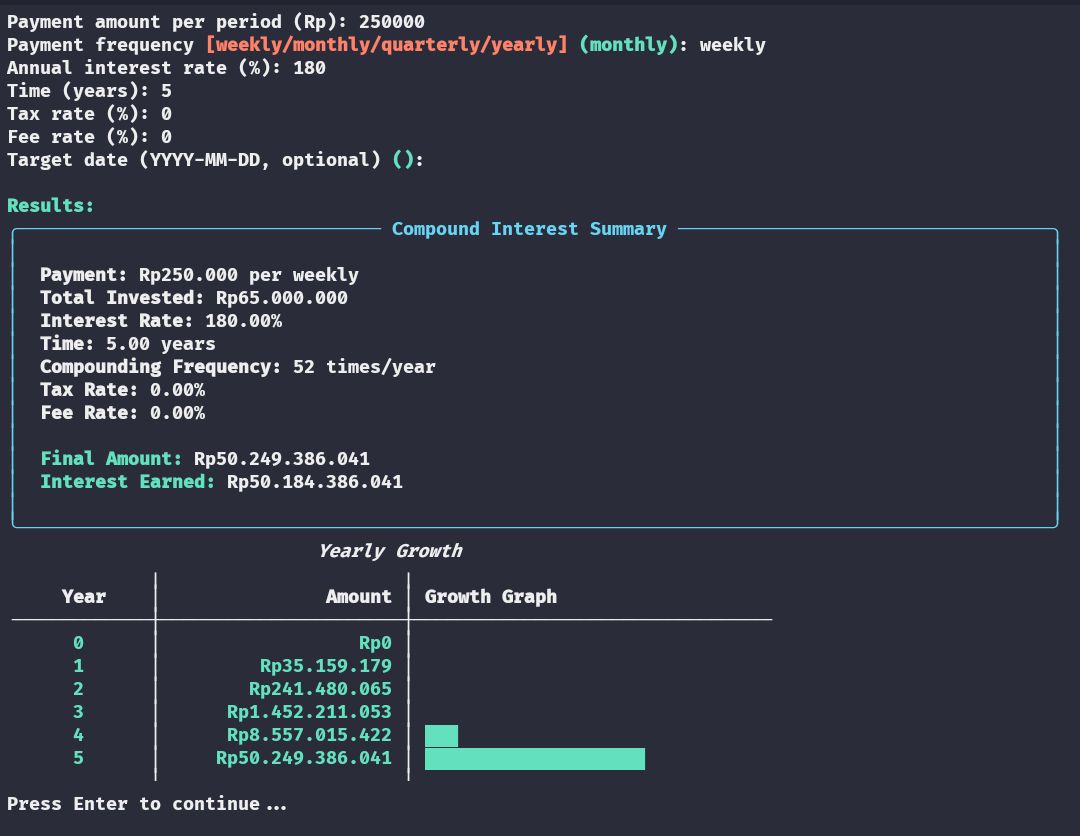 Payment amount per period (Rp): 250000
Payment frequency [weekly/monthly/quarterly/yearly] (monthly): weekly
Annual interest rate (%): 180
Time (years): 5
Tax rate (%): 0
Fee rate (%): 0
Target date (YYYY-MM-DD, optional) ():
Results:
Compound Interest Summary
Payment: Rp250.000 per weekly
Total Invested: Rp65.000.000
Interest Rate: 180.00%
Time: 5.00 years
Compounding Frequency: 52 times/year
Tax Rate: 0.00%
Fee Rate: 0.00%
Final Amount: Rp50.249.386.041
Interest Earned: Rp50.184.386.041
Yearly Growth
Year Amount Growth Graph
0 Rp0
1 Rp35.159.179
2 Rp241.480.065
3 Rp1.452.211.053
4 Rp8.557.015.422
5 Rp50.249.386.041
Press Enter to continue...